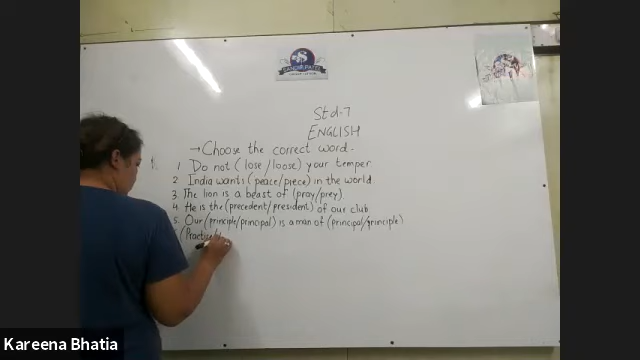 Std-7
ENGLISH
→Choose the correct word.
1 Do not (lose/loose) your temper.
2 India wants (peace/piece) in the world.
3 The lion is a beast of (pray/prey).
4 He is the (precedent/president) of our club.
5. Our (principle/principal) is a man of (principal/principle)
(Practise/
Kareena Bhatia